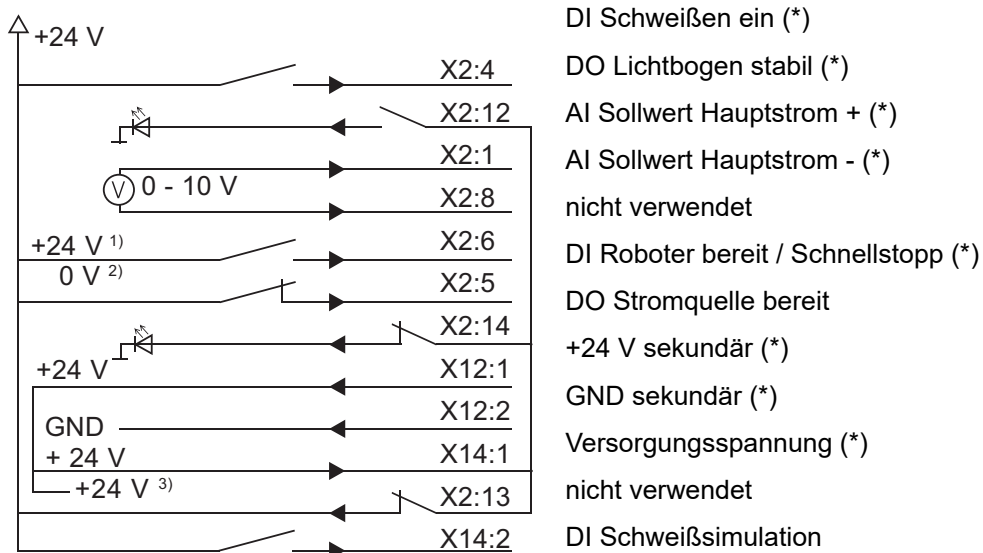 +24 V
DI Schweißen ein (*)
X2:4
DO Lichtbogen stabil (*)
X2:12
AI Sollwert Hauptstrom + (*)
X2:1
AI Sollwert Hauptstrom - (*)
V
0 - 10 V
X2:8
nicht verwendet
+24 V 1)
X2:6
DI Roboter bereit / Schnellstopp (*)
0 V 2)
X2:5
DO Stromquelle bereit
X2:14
+24 V sekundär (*)
+24 V
X12:1
GND sekundär (*)
GND
X12:2
Versorgungsspannung (*)
+ 24 V
X14:1
+24 V 3)
X2:13
nicht verwendet
X14:2
DI Schweißsimulation